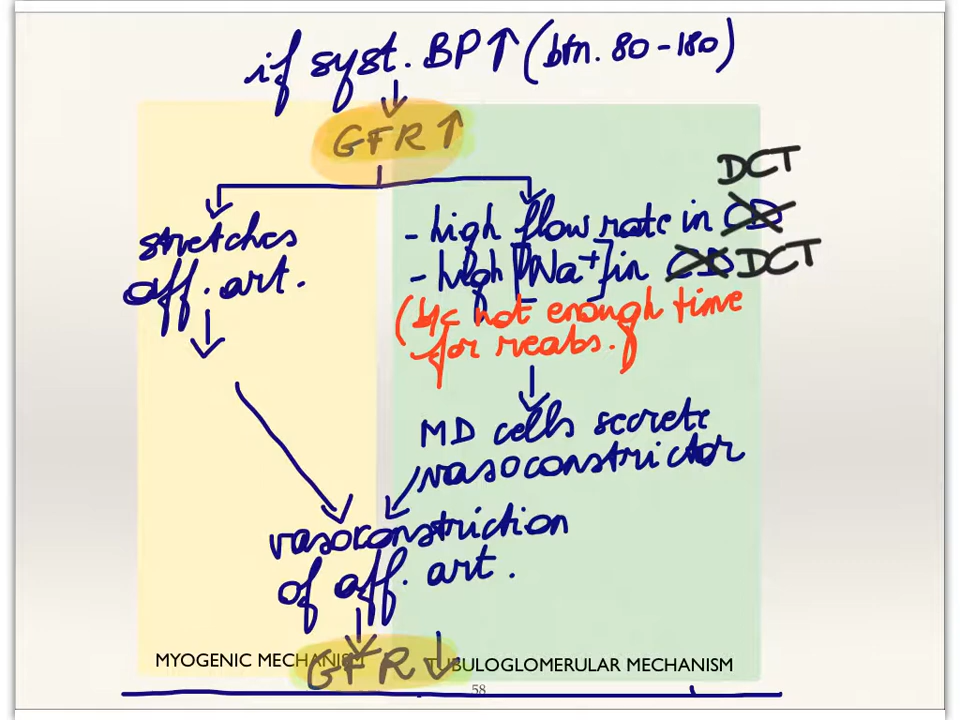 if syst. BP ↑ (btn. 80-180)
↓
GFR ↑
stretches
aff. art.
↓
DCT
- high flow rate in CD
- high [Na+] in CD DCT
(b/c not enough time
for reabs.)
↓
MD cells secrete
vasoconstrictor
vasoconstriction
of aff. art.
↓
GFR ↓
MYOGENIC MECHANISM
TUBULOGLOMERULAR MECHANISM
58